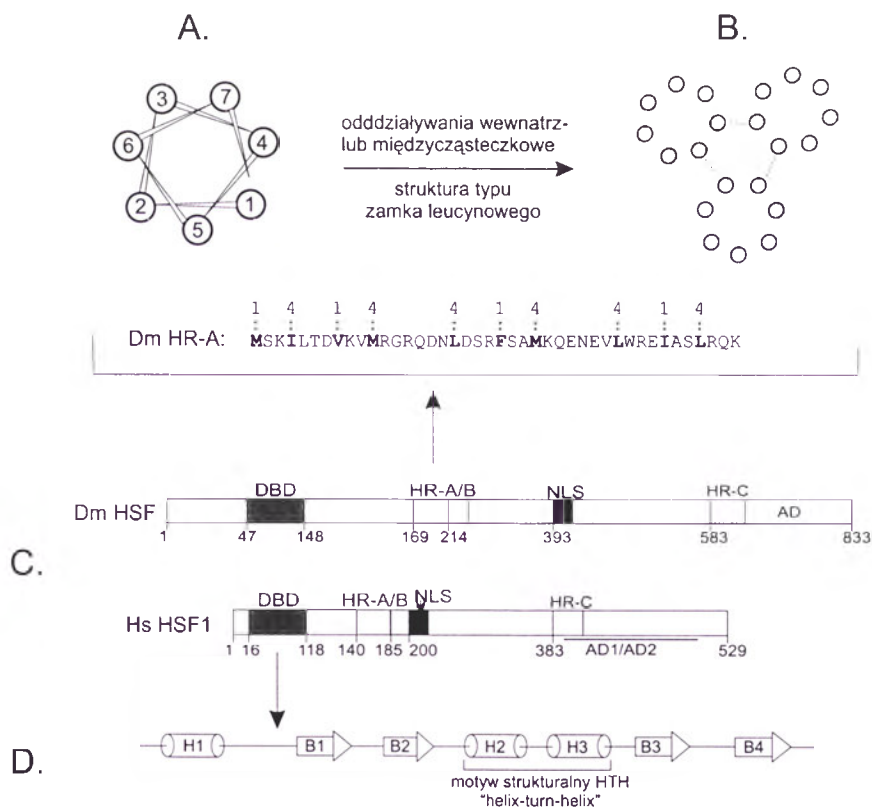 A.
B.
3 7
6 4
2 1
5
odddziaływania wewnatrz-
lub międzycząsteczkowe
struktura typu
zamka leucynowego
1 4 1 4 4 1 4 4 1 4
Dm HR-A: MSKILTDVKVMRGRQDNLDSRFSAMKQENEVLWREIASLRQK
DBD HR-A/B NLS HR-C
Dm HSF AD
1 47 148 169 214 393 583 833
C.
DBD HR-A/B NLS HR-C
Hs HSF1
1 16 118 140 185 200 383 AD1/AD2 529
H1 B1 B2 H2 H3 B3 B4
D.
motyw strukturalny HTH
"helix-turn-helix"